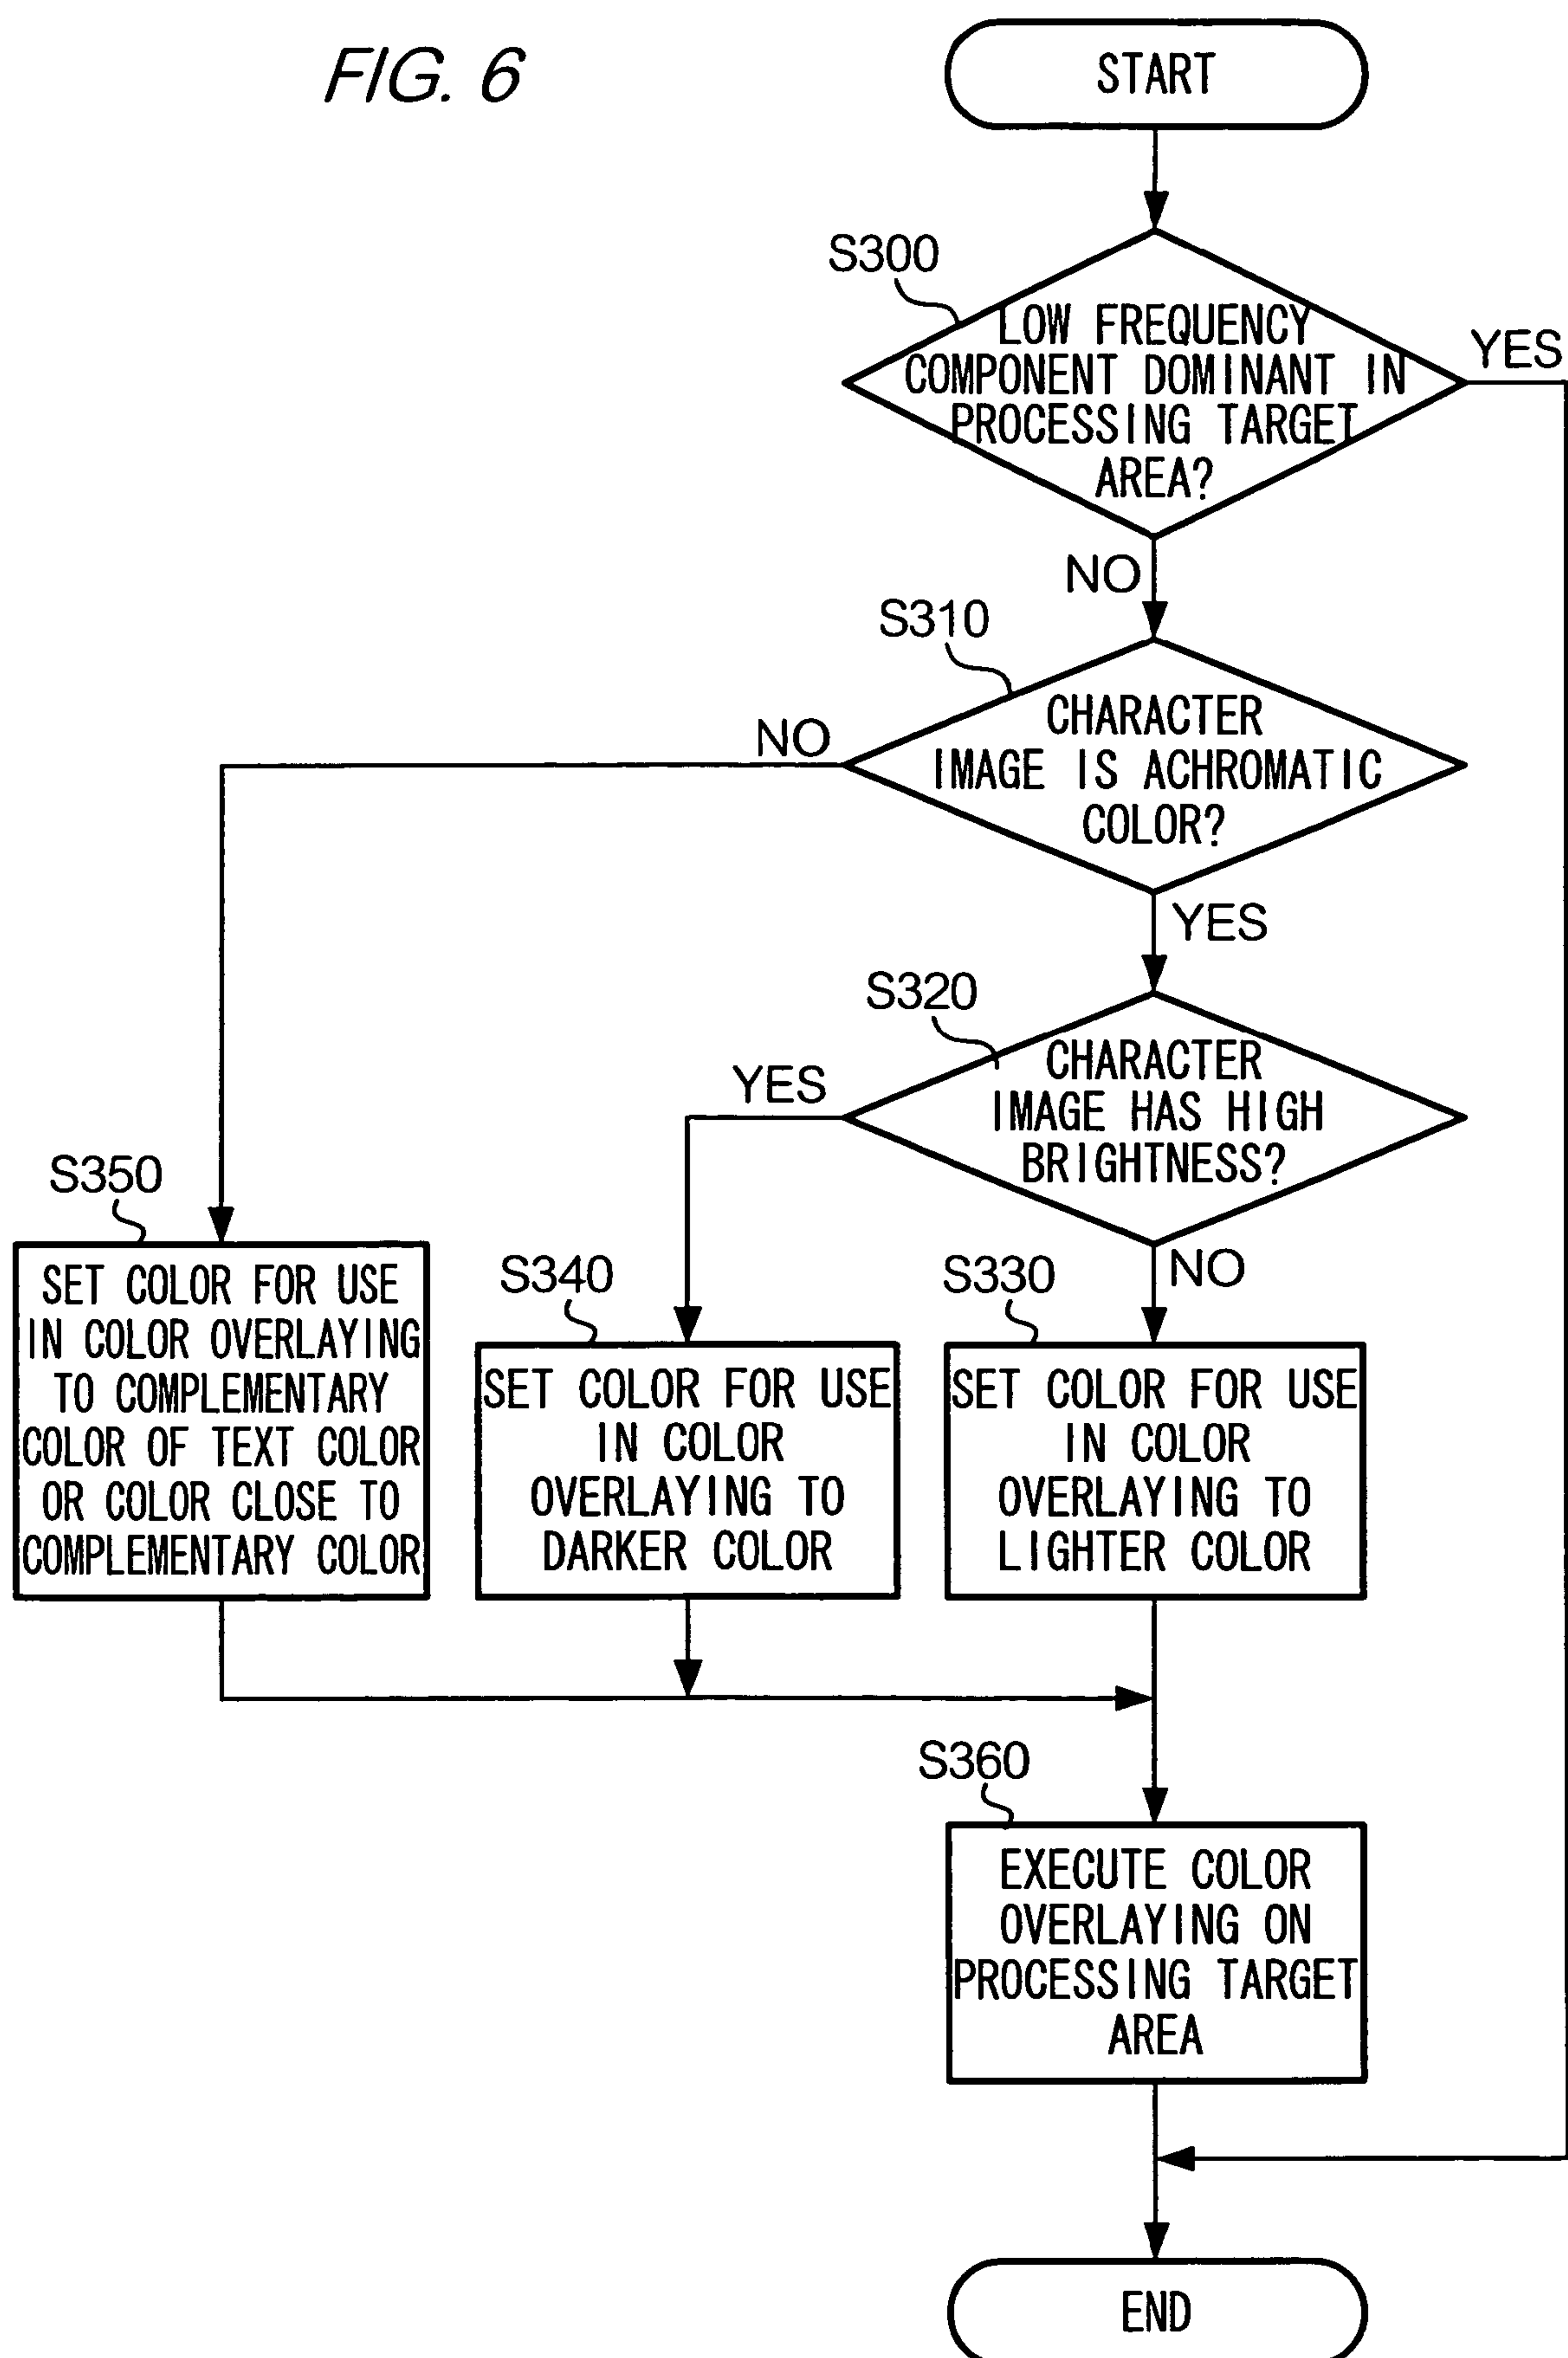 FIG. 6
START
S300
LOW FREQUENCY
COMPONENT DOMINANT IN
PROCESSING TARGET
AREA?
YES
NO
S310
CHARACTER
IMAGE IS ACHROMATIC
COLOR?
NO
YES
S320
CHARACTER
IMAGE HAS HIGH
BRIGHTNESS?
YES
NO
S350
SET COLOR FOR USE
IN COLOR OVERLAYING
TO COMPLEMENTARY
COLOR OF TEXT COLOR
OR COLOR CLOSE TO
COMPLEMENTARY COLOR
S340
SET COLOR FOR USE
IN COLOR
OVERLAYING TO
DARKER COLOR
S330
SET COLOR FOR USE
IN COLOR
OVERLAYING TO
LIGHTER COLOR
S360
EXECUTE COLOR
OVERLAYING ON
PROCESSING TARGET
AREA
END